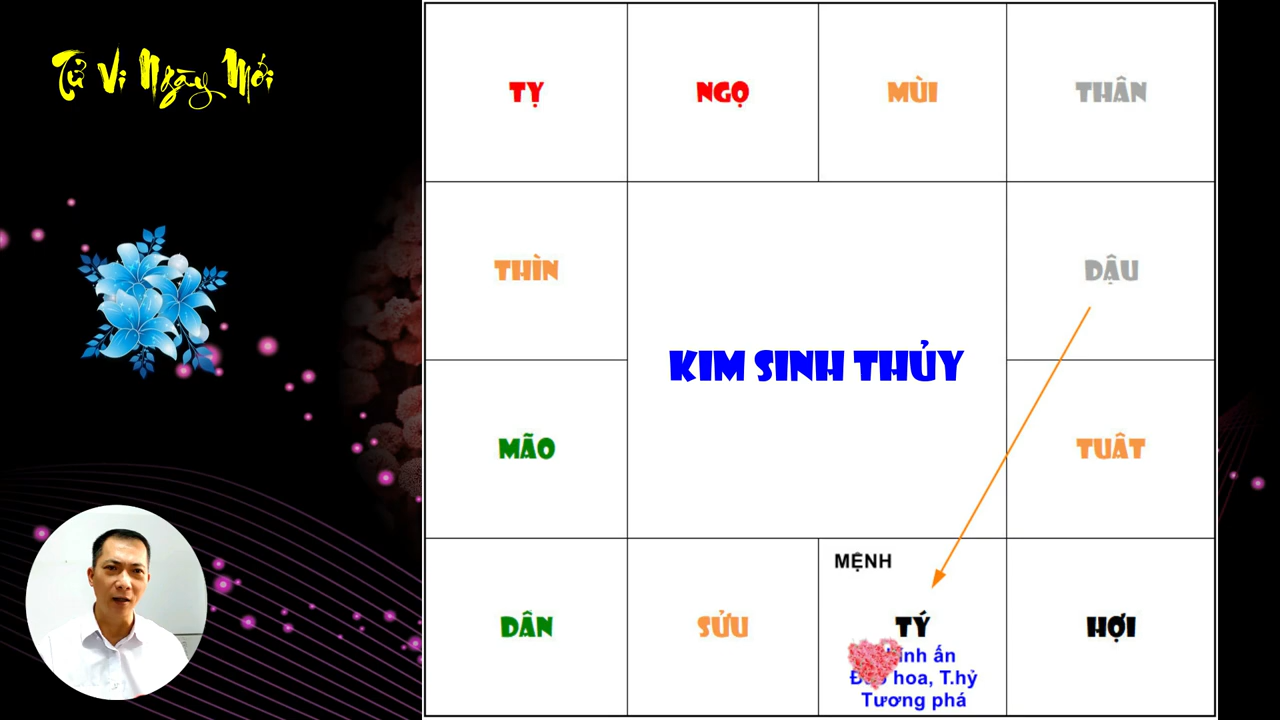 Tử Vi Ngày Mới
TỴ
NGỌ
MÙI
THÂN
THÌN
DẬU
KIM SINH THỦY
MÃO
TUẤT
MỆNH
DẦN
SỬU
TÝ
HỢI
ấn
hoa, T.hỷ
Tương phá